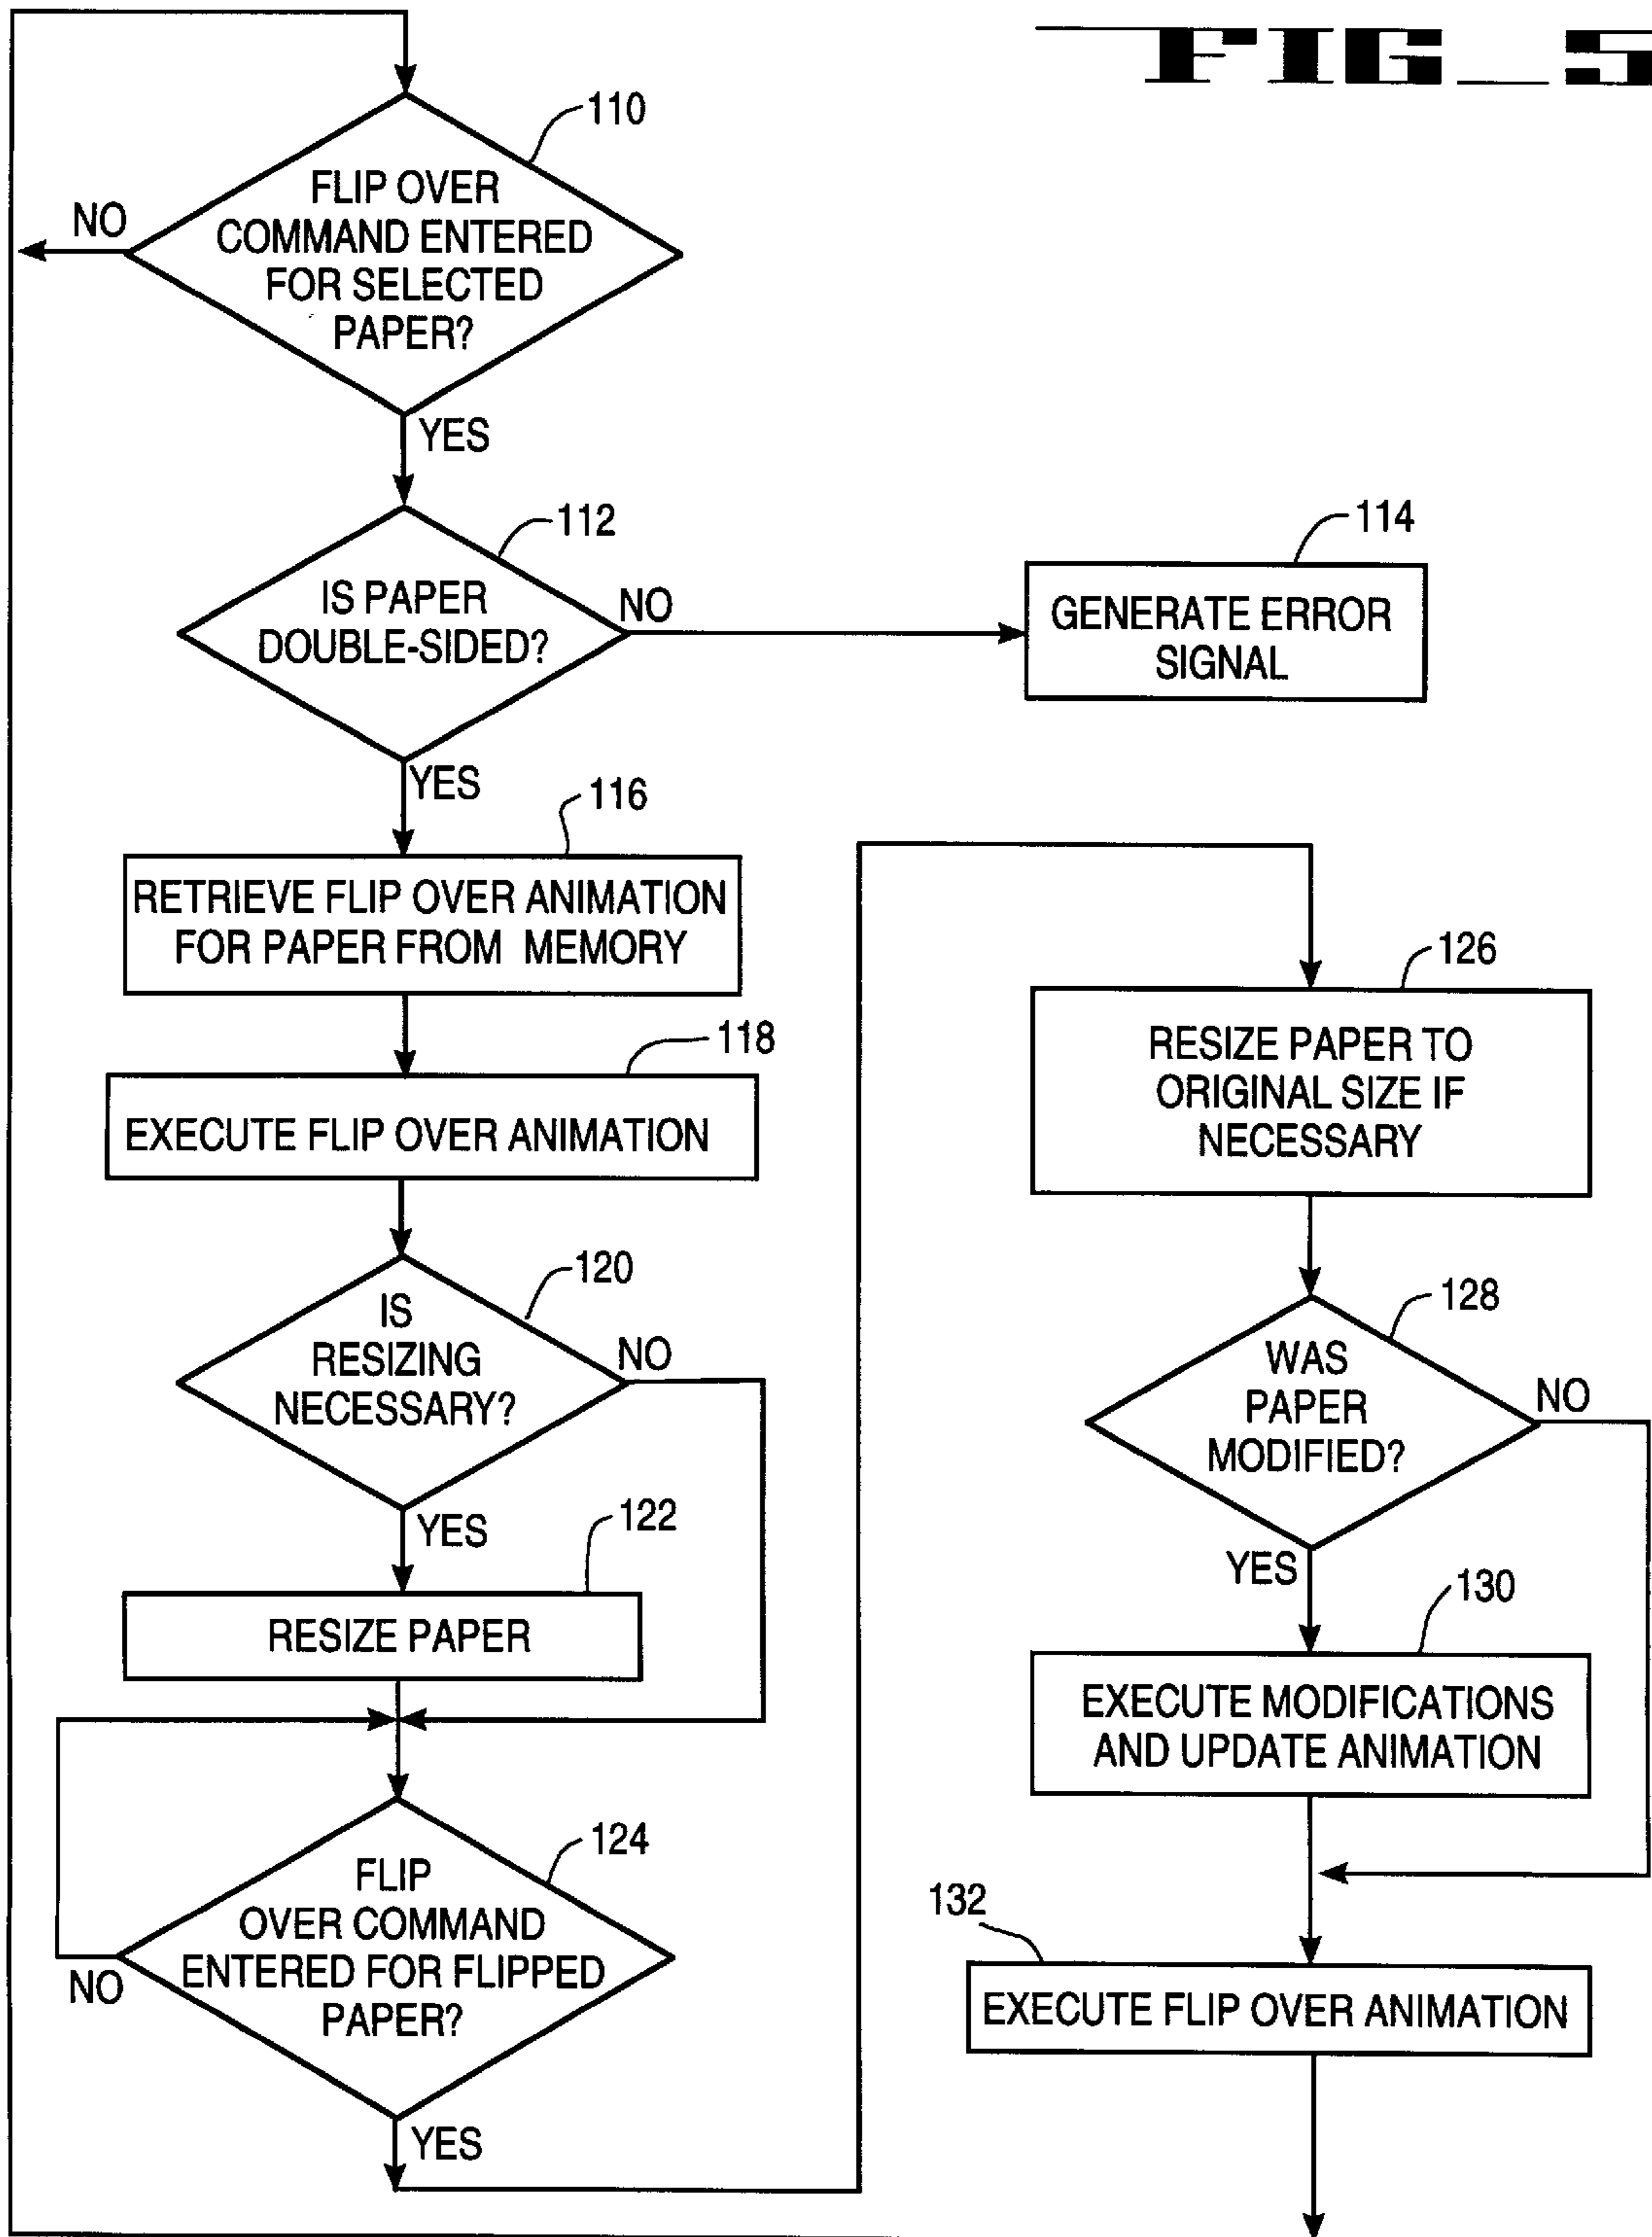 FIG_5
110
FLIP OVER
COMMAND ENTERED
FOR SELECTED
PAPER?
NO
YES
112
IS PAPER
DOUBLE-SIDED?
NO
YES
114
GENERATE ERROR
SIGNAL
116
RETRIEVE FLIP OVER ANIMATION
FOR PAPER FROM MEMORY
118
EXECUTE FLIP OVER ANIMATION
120
IS
RESIZING
NECESSARY?
NO
YES
122
RESIZE PAPER
124
FLIP
OVER COMMAND
ENTERED FOR FLIPPED
PAPER?
NO
YES
126
RESIZE PAPER TO
ORIGINAL SIZE IF
NECESSARY
128
WAS
PAPER
MODIFIED?
NO
YES
130
EXECUTE MODIFICATIONS
AND UPDATE ANIMATION
132
EXECUTE FLIP OVER ANIMATION